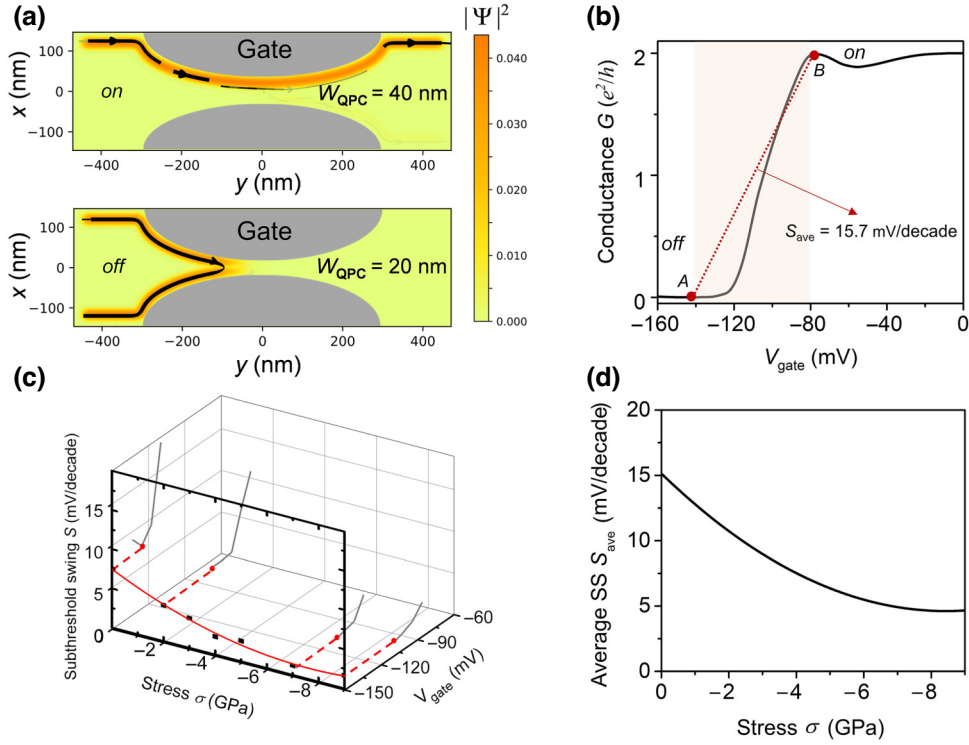 (a)
|Ψ|²
Gate
on
W_QPC = 40 nm
x (nm)
100
0
−100
−400 −200 0 200 400
y (nm)
Gate
off
W_QPC = 20 nm
x (nm)
100
0
−100
−400 −200 0 200 400
y (nm)
0.040
0.030
0.020
0.010
0.000
(b)
Conductance G (e²/h)
2
1
0
on
B
off
A
S_ave = 15.7 mV/decade
−160 −120 −80 −40 0
V_gate (mV)
(c)
Subthreshold swing S (mV/decade)
15
10
5
0
−2 −4 −6 −8
Stress σ (GPa)
−150 −120 −90 −60
V_gate (mV)
(d)
Average SS S_ave (mV/decade)
20
15
10
5
0
0 −2 −4 −6 −8
Stress σ (GPa)